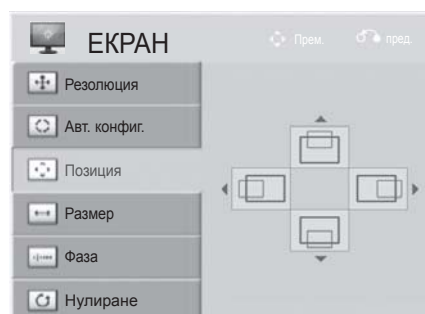 ЕКРАН
Прем. пред.
Резолюция
Авт. конфиг.
Позиция
Размер
Фаза
Нулиране